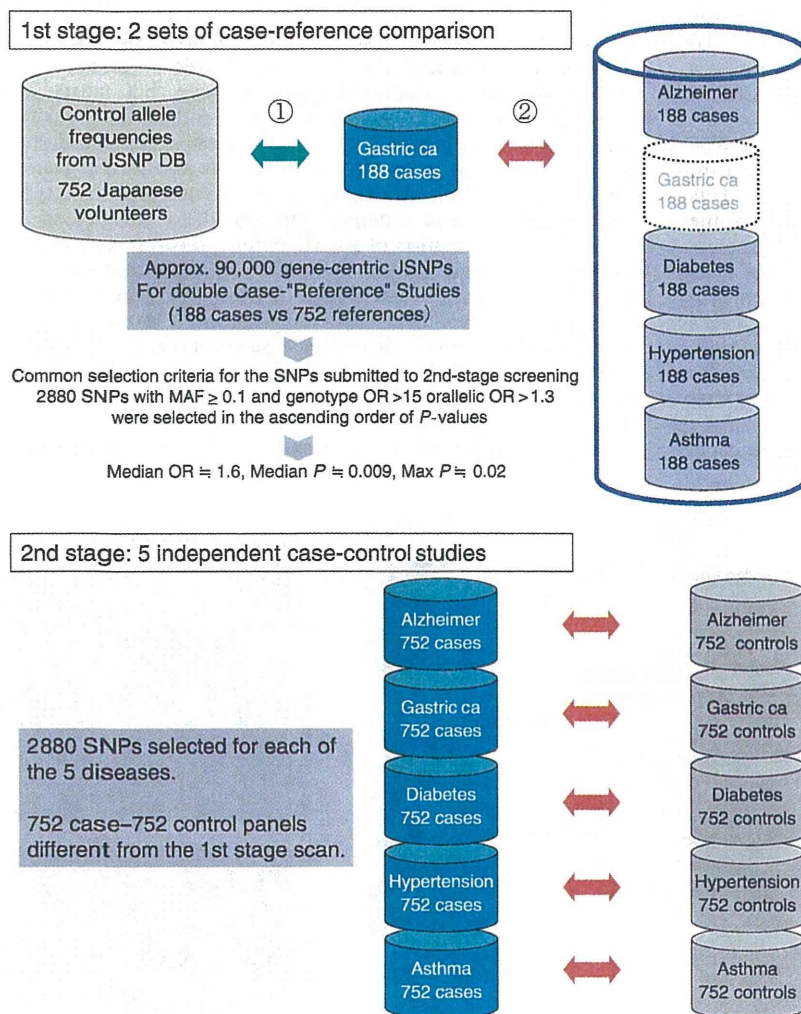 1st stage: 2 sets of case-reference comparison
Control allele
frequencies
from JSNP DB
752 Japanese
volunteers
①
Gastric ca
188 cases
②
Alzheimer
188 cases
Gastric ca
188 cases
Diabetes
188 cases
Hypertension
188 cases
Asthma
188 cases
Approx. 90,000 gene-centric JSNPs
For double Case-"Reference" Studies
(188 cases vs 752 references)
Common selection criteria for the SNPs submitted to 2nd-stage screening
2880 SNPs with MAF ≥ 0.1 and genotype OR >15 orallelic OR > 1.3
were selected in the ascending order of P-values
Median OR ≒ 1.6, Median P ≒ 0.009, Max P ≒ 0.02
2nd stage: 5 independent case-control studies
2880 SNPs selected for each of
the 5 diseases.
752 case–752 control panels
different from the 1st stage scan.
Alzheimer
752 cases
Alzheimer
752 controls
Gastric ca
752 cases
Gastric ca
752 controls
Diabetes
752 cases
Diabetes
752 controls
Hypertension
752 cases
Hypertension
752 controls
Asthma
752 cases
Asthma
752 controls